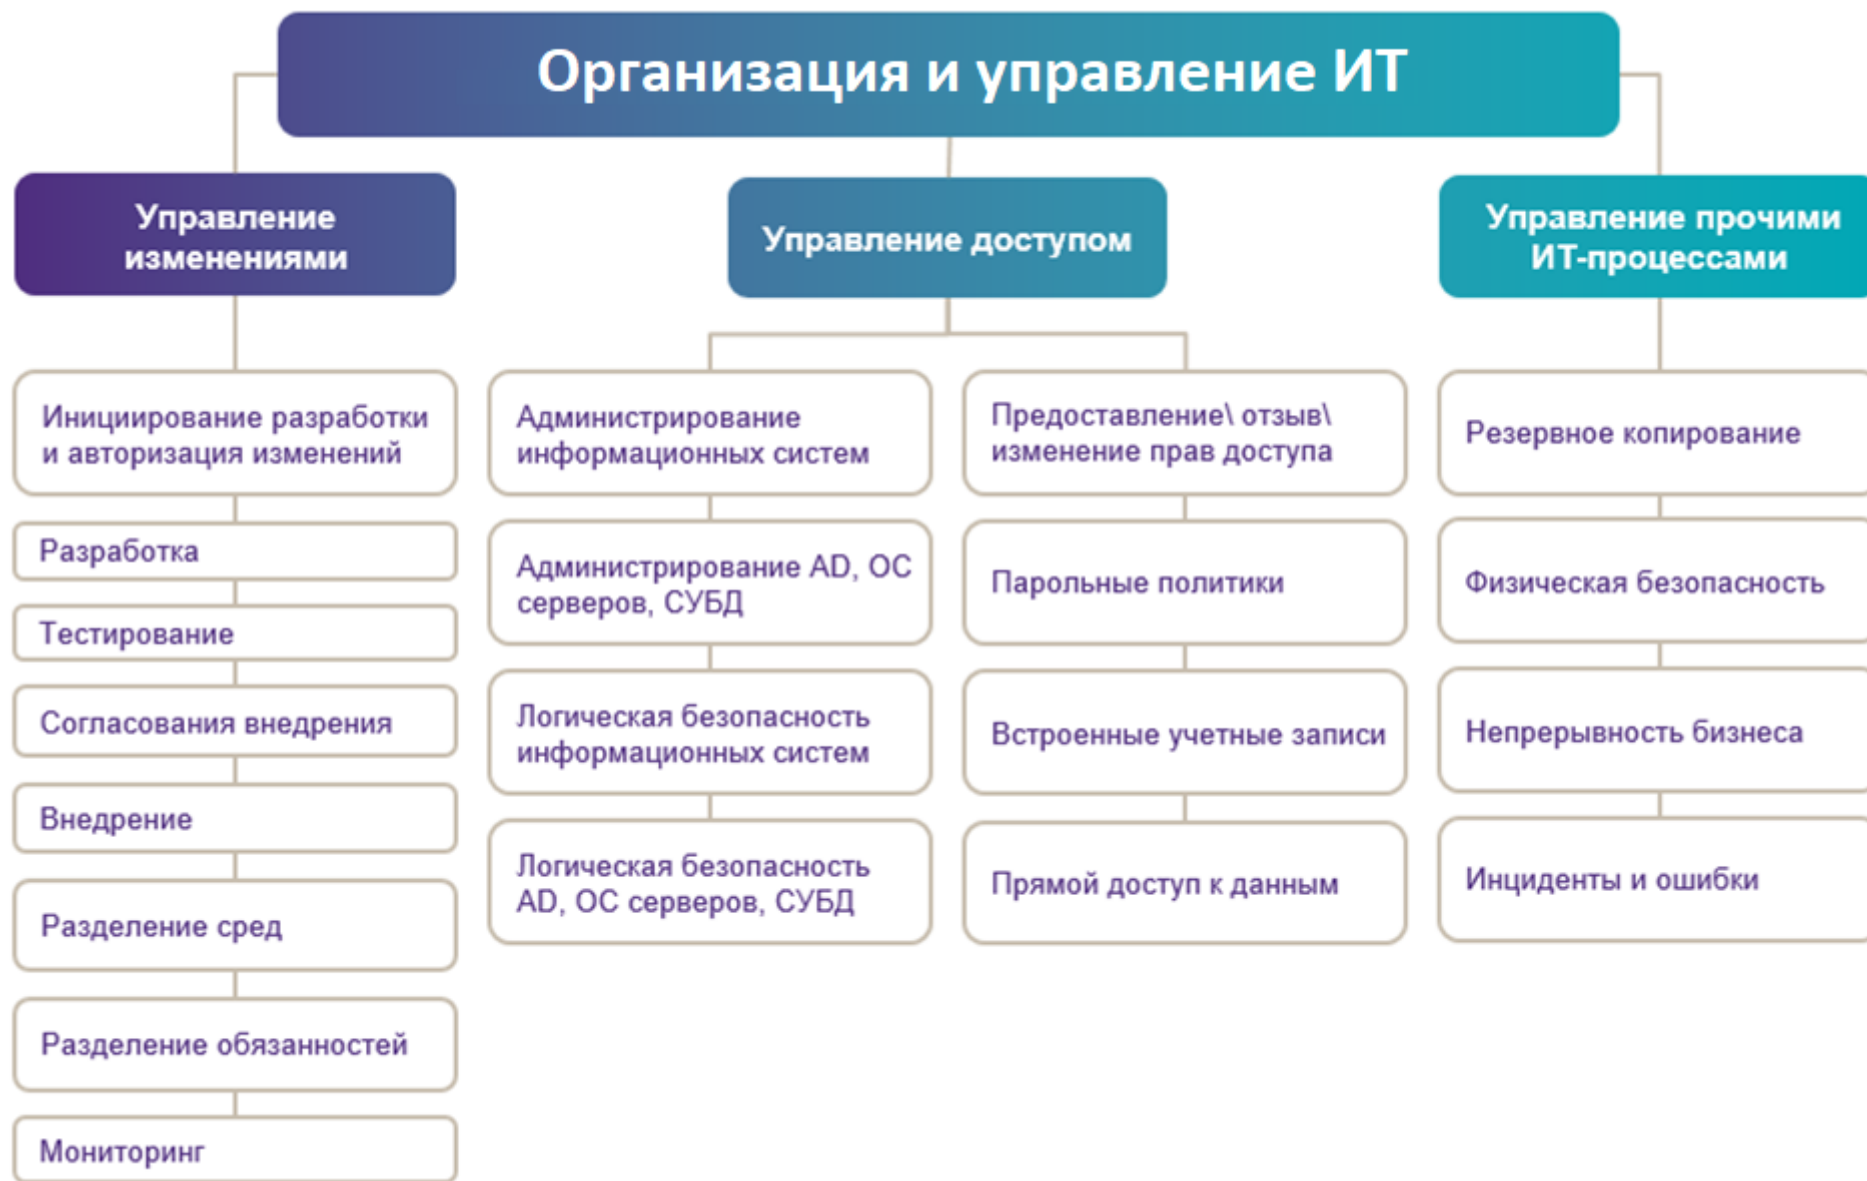 Организация и управление ИТ
Управление
изменениями
Инициирование разработки
и авторизация изменений
Разработка
Тестирование
Согласования внедрения
Внедрение
Разделение сред
Разделение обязанностей
Мониторинг
Управление доступом
Администрирование
информационных систем
Администрирование AD, ОС
серверов, СУБД
Логическая безопасность
информационных систем
Логическая безопасность
AD, ОС серверов, СУБД
Предоставление\ отзыв\
изменение прав доступа
Парольные политики
Встроенные учетные записи
Прямой доступ к данным
Управление прочими
ИТ-процессами
Резервное копирование
Физическая безопасность
Непрерывность бизнеса
Инциденты и ошибки